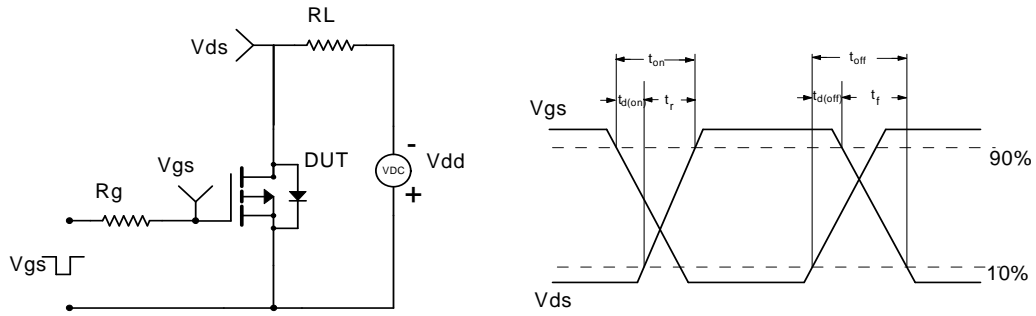 RL
Vds
-
Vgs
DUT
VDC
Vdd
Rg
+
Vgs
ton
toff
td(on)
tr
td(off)
tf
Vgs
90%
10%
Vds